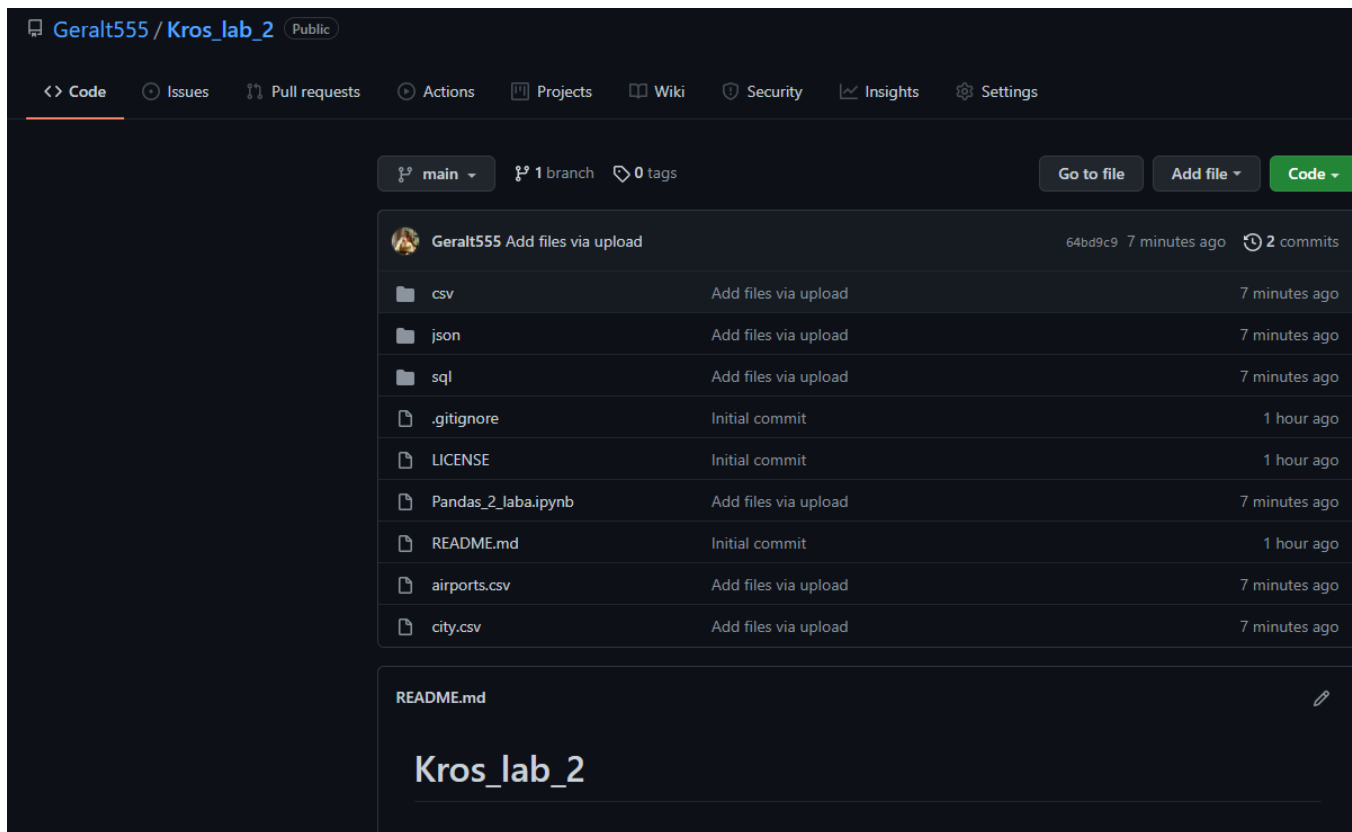 Geralt555 / Kros_lab_2 Public
Code Issues Pull requests Actions Projects Wiki Security Insights Settings
main 1 branch 0 tags Go to file Add file Code
Geralt555 Add files via upload 64bd9c9 7 minutes ago 2 commits
csv Add files via upload 7 minutes ago
json Add files via upload 7 minutes ago
sql Add files via upload 7 minutes ago
.gitignore Initial commit 1 hour ago
LICENSE Initial commit 1 hour ago
Pandas_2_laba.ipynb Add files via upload 7 minutes ago
README.md Initial commit 1 hour ago
airports.csv Add files via upload 7 minutes ago
city.csv Add files via upload 7 minutes ago
README.md
Kros_lab_2